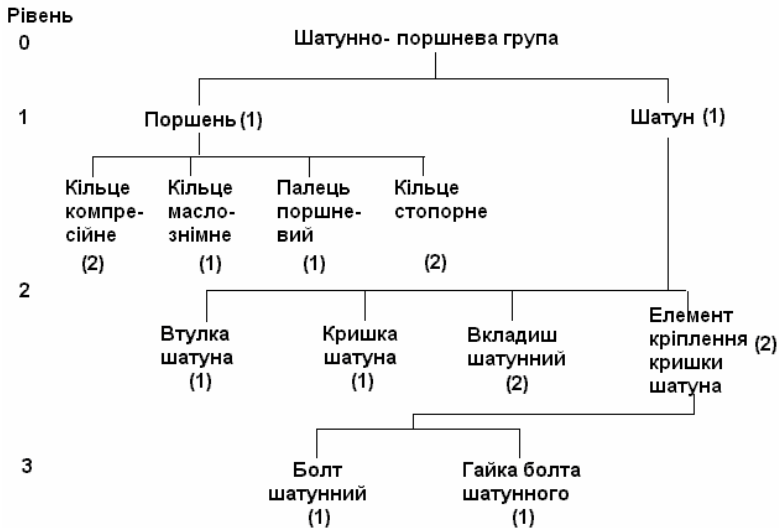 Рівень
0
Шатунно- поршнева група
1
Поршень (1)
Шатун (1)
Кільце
компре-
сійне
(2)
Кільце
масло-
знімне
(1)
Палець
поршне-
вий
(1)
Кільце
стопорне
(2)
2
Втулка
шатуна
(1)
Кришка
шатуна
(1)
Вкладиш
шатунний
(2)
Елемент
кріплення
кришки
шатуна
(2)
3
Болт
шатунний
(1)
Гайка болта
шатунного
(1)